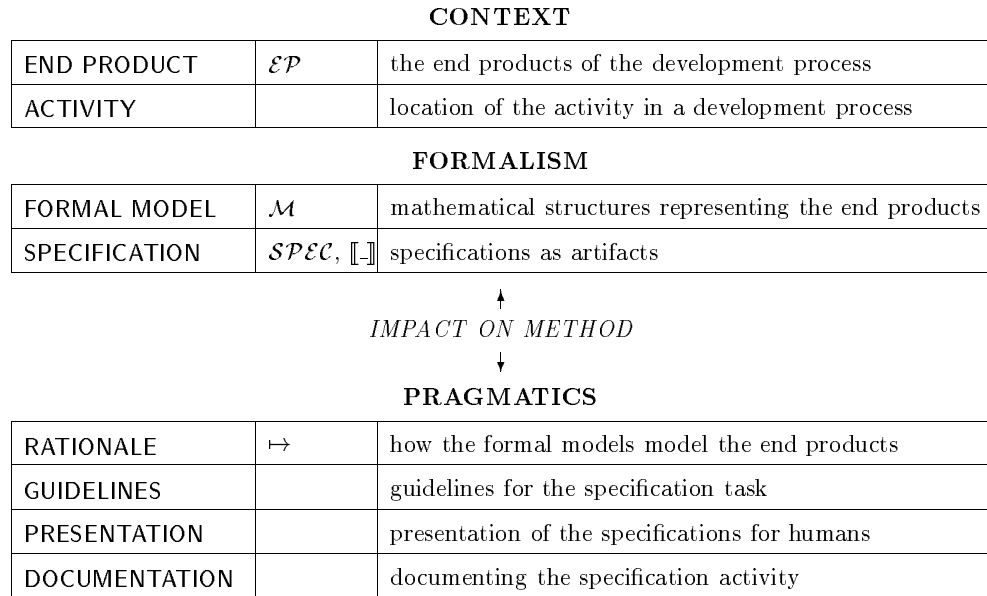 CONTEXT
END PRODUCT 𝓔𝓟 the end products of the development process
ACTIVITY location of the activity in a development process
FORMALISM
FORMAL MODEL 𝓜 mathematical structures representing the end products
SPECIFICATION 𝓢𝓟𝓔𝓒, ⟦_⟧ specifications as artifacts
↑
IMPACT ON METHOD
↓
PRAGMATICS
RATIONALE ↦ how the formal models model the end products
GUIDELINES guidelines for the specification task
PRESENTATION presentation of the specifications for humans
DOCUMENTATION documenting the specification activity